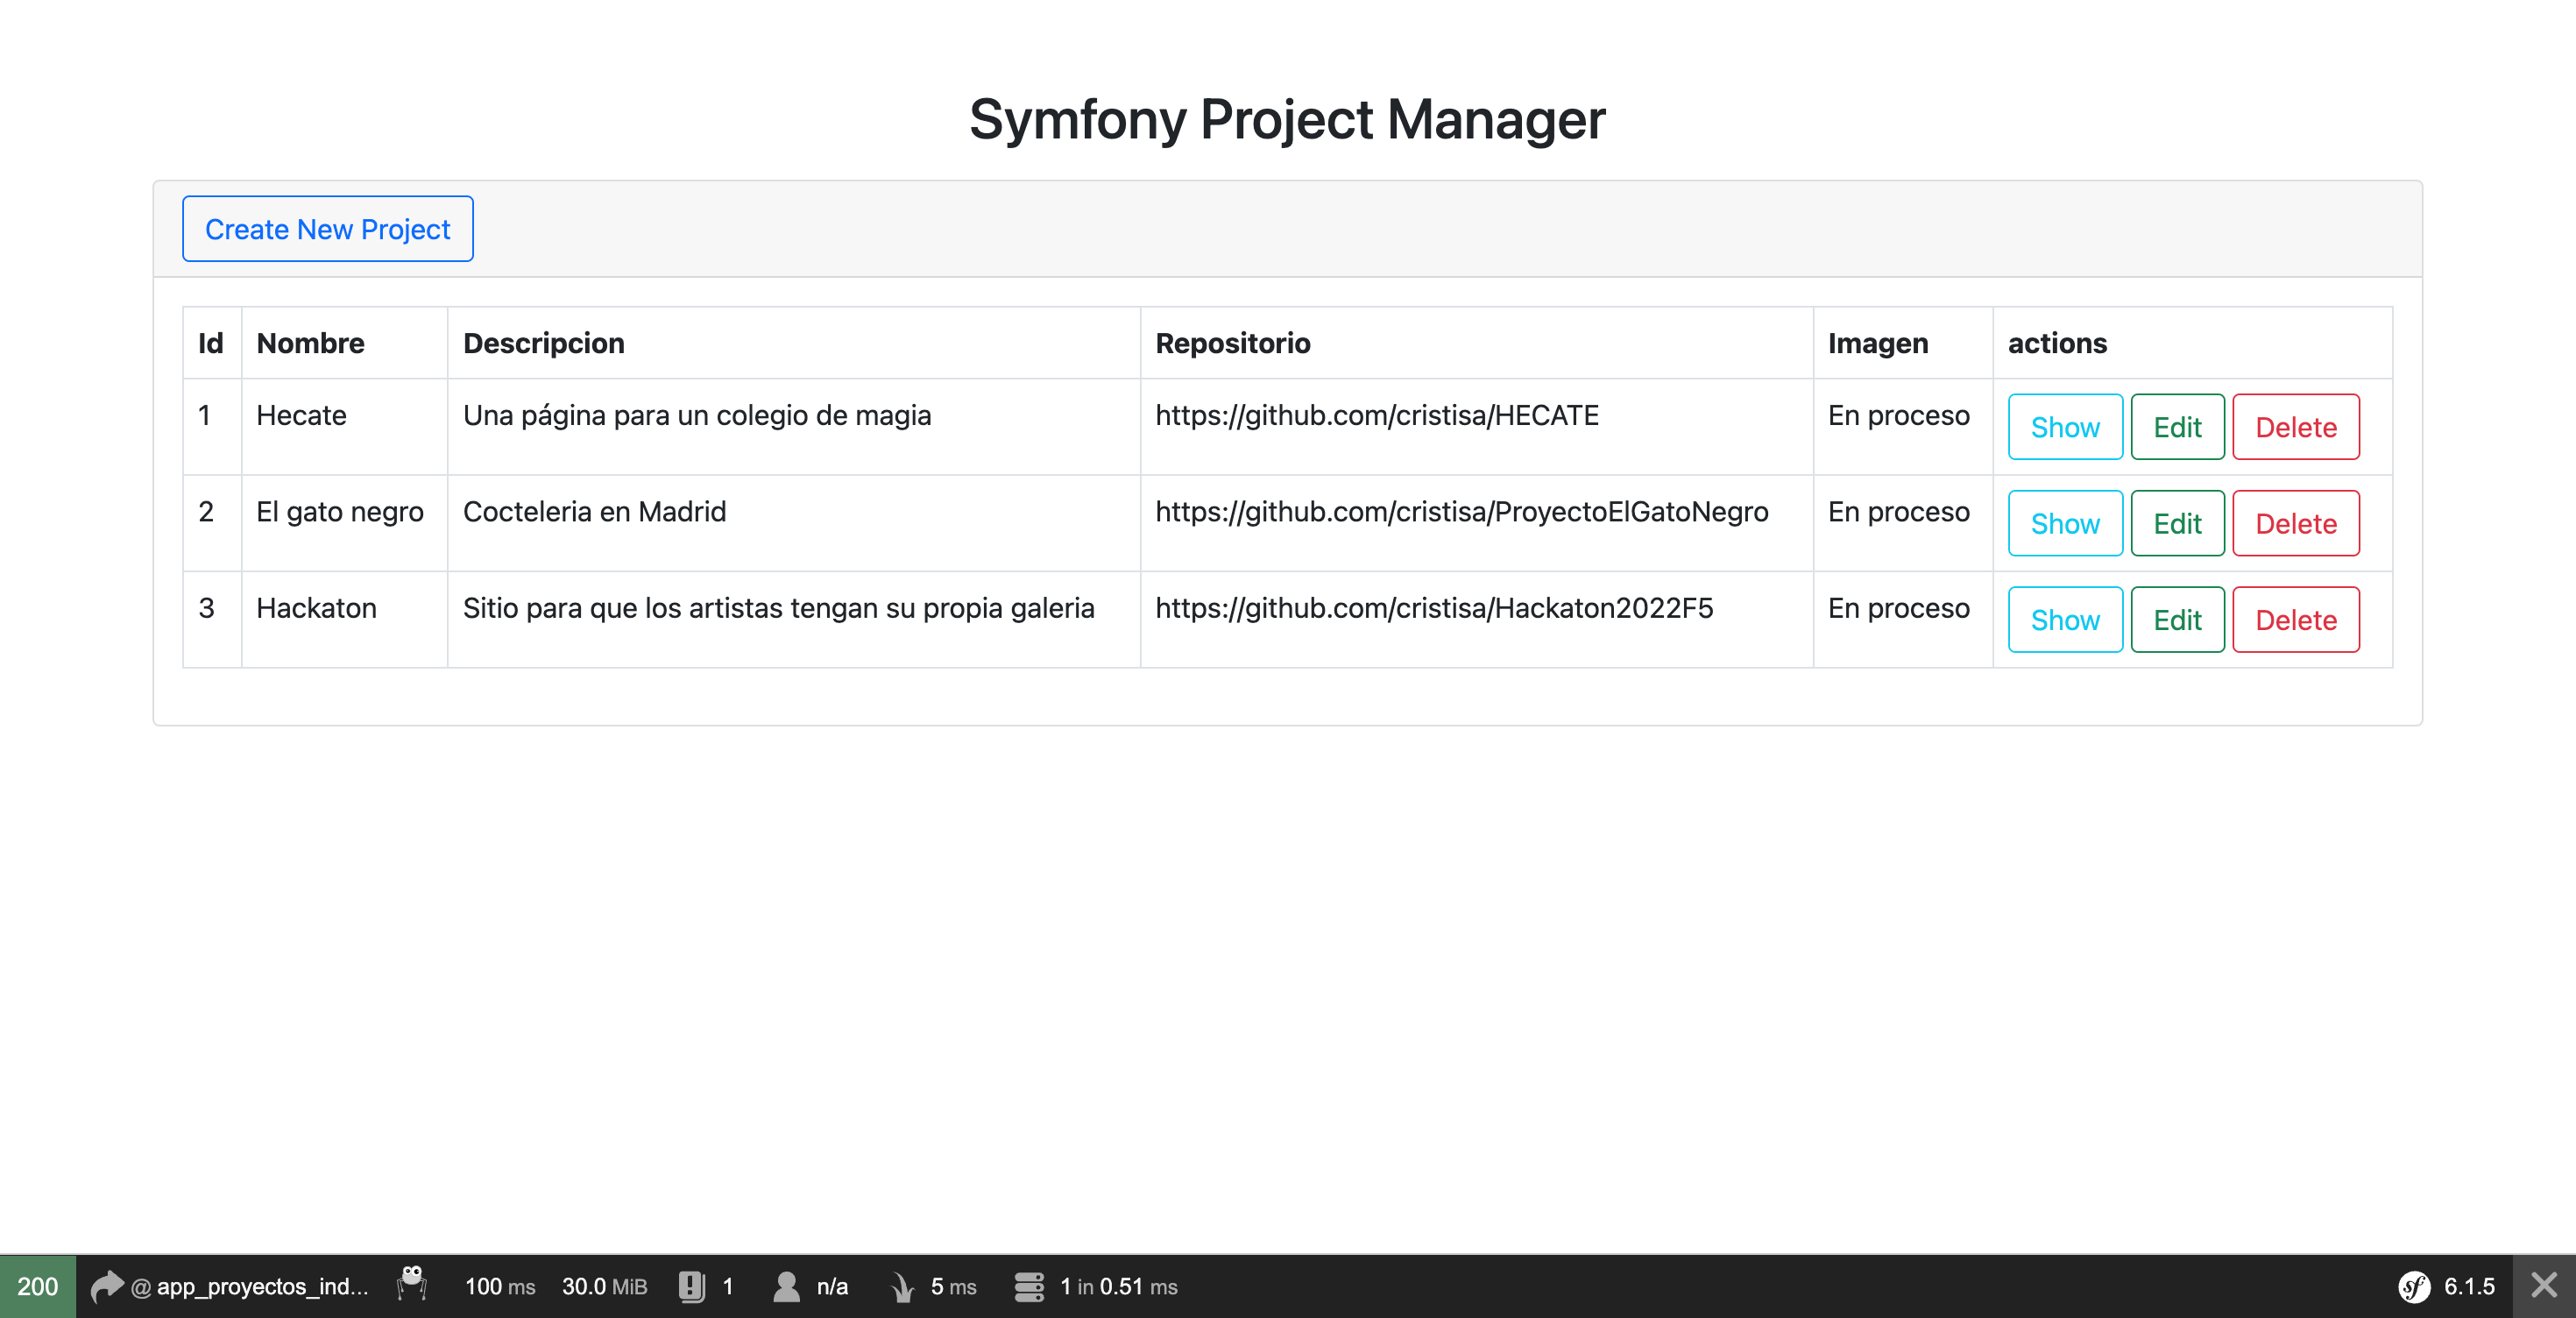 Symfony Project Manager
Create New Project
Id Nombre Descripcion Repositorio Imagen actions
1 Hecate Una página para un colegio de magia https://github.com/cristisa/HECATE En proceso Show Edit Delete
2 El gato negro Cocteleria en Madrid https://github.com/cristisa/ProyectoElGatoNegro En proceso Show Edit Delete
3 Hackaton Sitio para que los artistas tengan su propia galeria https://github.com/cristisa/Hackaton2022F5 En proceso Show Edit Delete
200 @ app_proyectos_ind... 100 ms 30.0 MiB 1 n/a 5 ms 1 in 0.51 ms sf 6.1.5